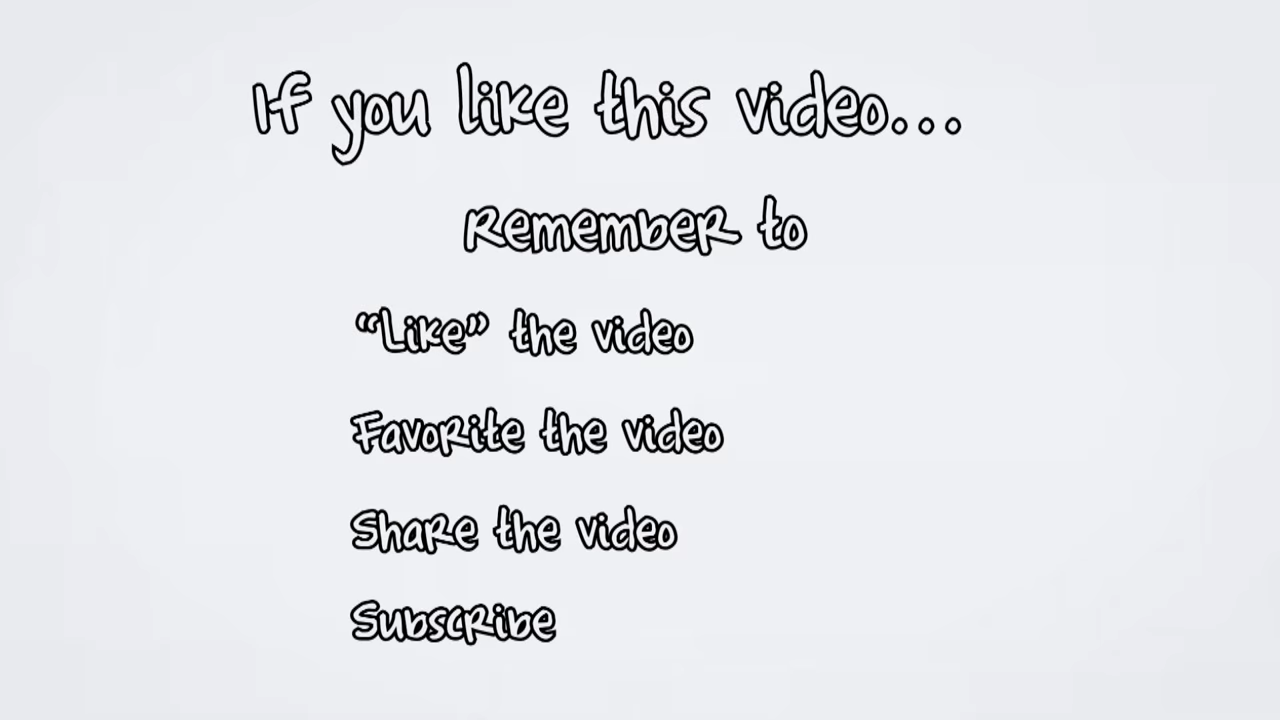 If you like this video...
Remember to
“Like” the video
Favorite the video
Share the video
Subscribe